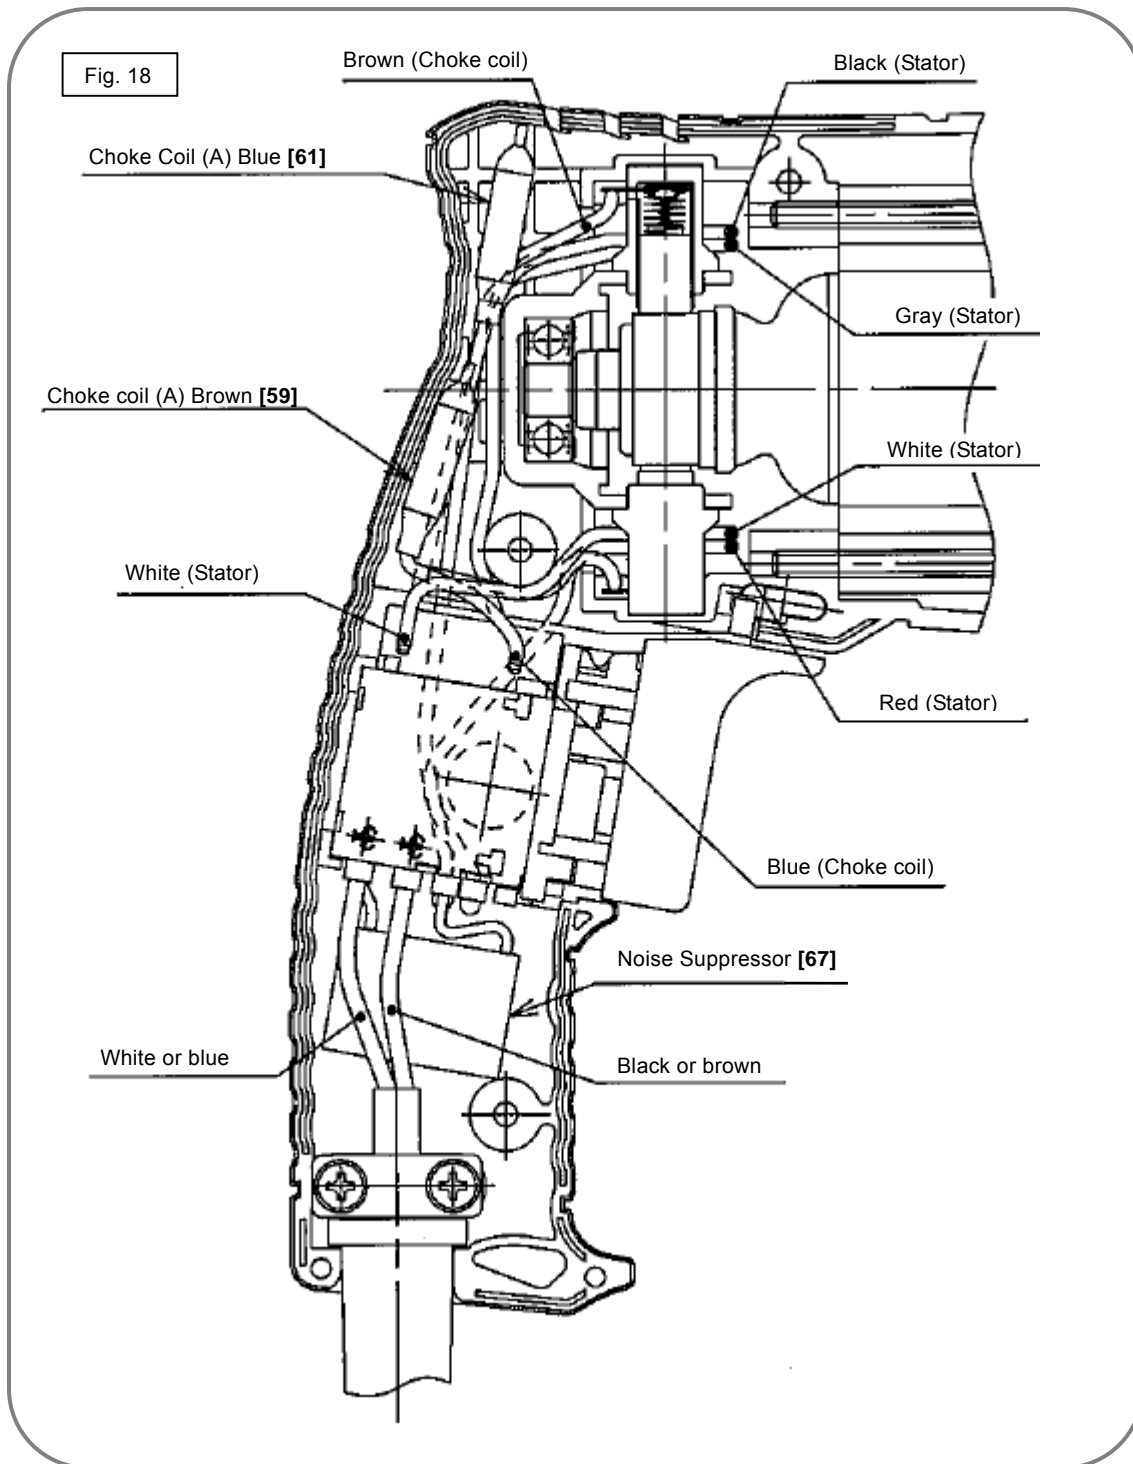 Fig. 18
Brown (Choke coil)
Black (Stator)
Choke Coil (A) Blue [61]
Gray (Stator)
Choke coil (A) Brown [59]
White (Stator)
White (Stator)
Red (Stator)
Blue (Choke coil)
Noise Suppressor [67]
White or blue
Black or brown